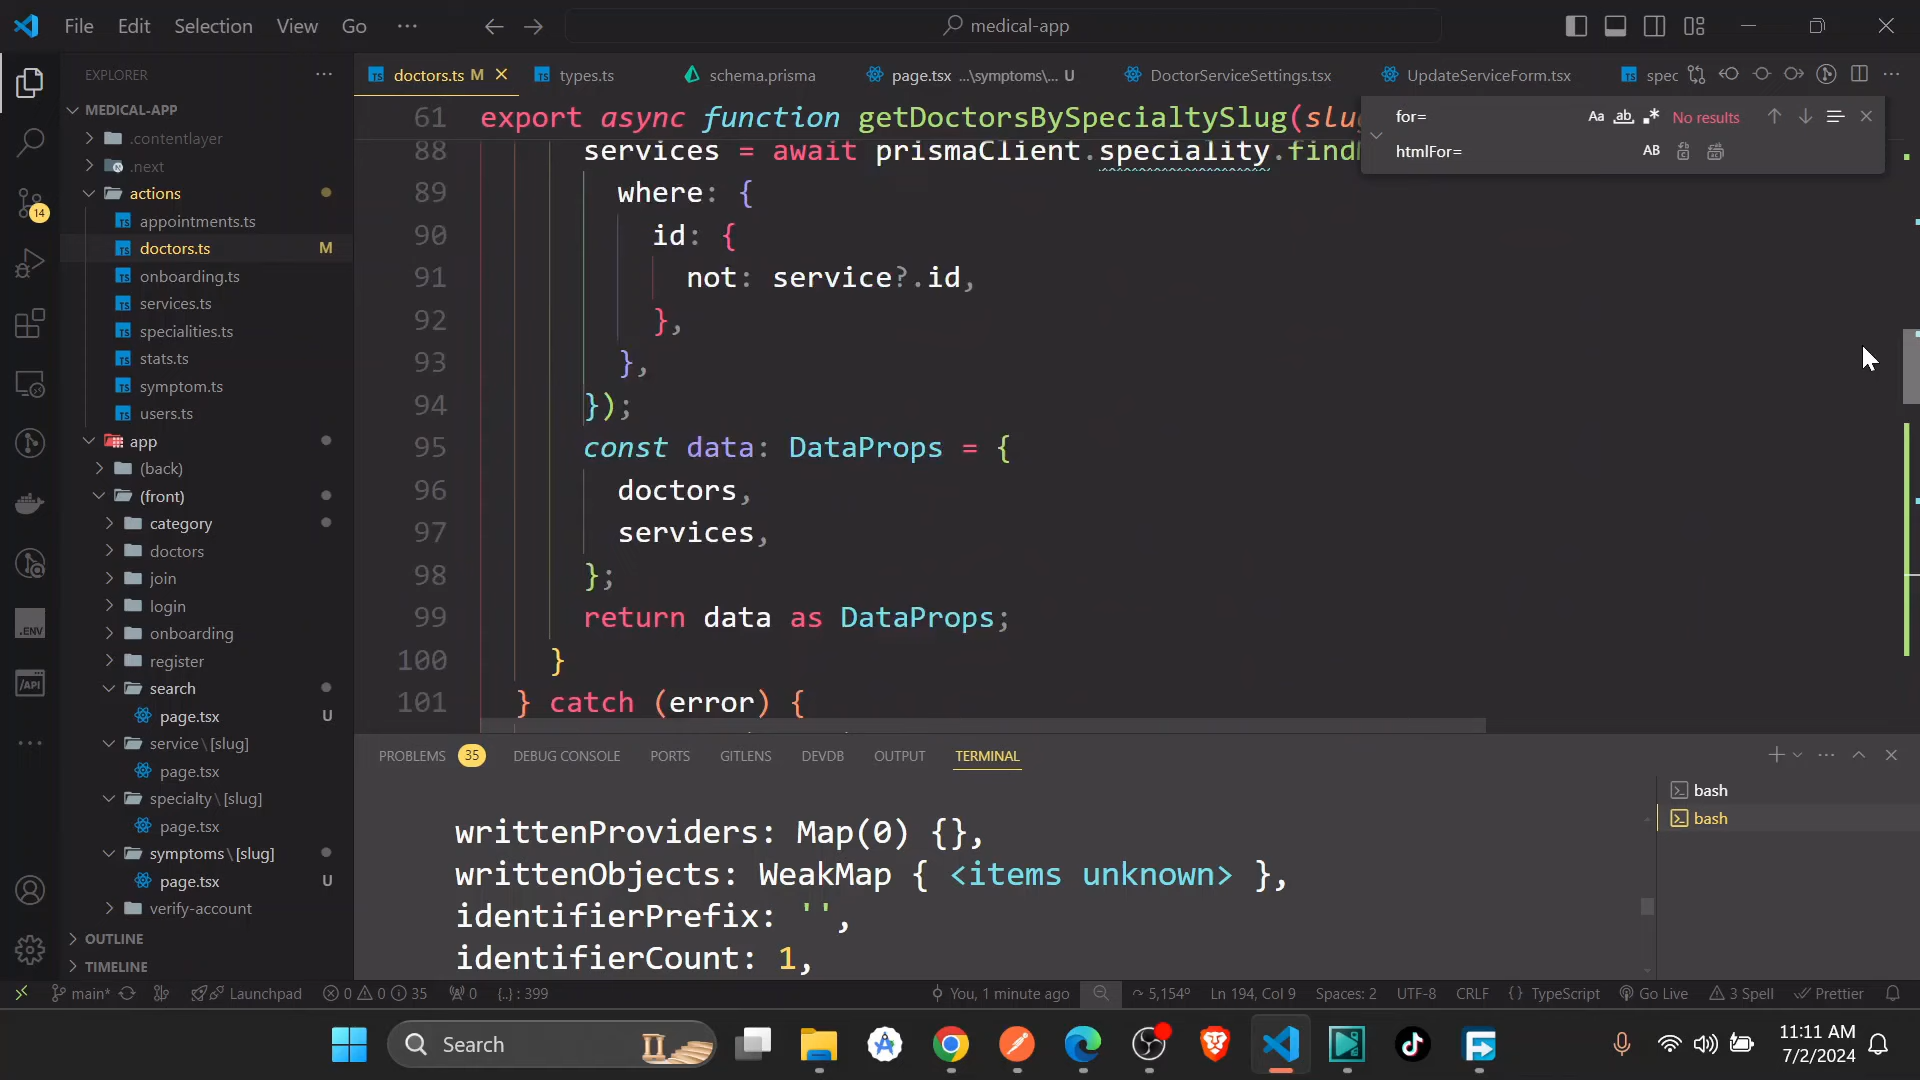 File Edit Selection View Go ··· medical-app
EXPLORER ···
MEDICAL-APP
.contentlayer
.next
actions
appointments.ts
doctors.ts M
onboarding.ts
services.ts
specialities.ts
stats.ts
symptom.ts
users.ts
app
(back)
(front)
category
doctors
join
login
onboarding
register
search
page.tsx U
service\[slug]
page.tsx
specialty\[slug]
page.tsx
symptoms\[slug]
page.tsx U
verify-account
OUTLINE
TIMELINE
14
.ENV
/API
doctors.ts M types.ts schema.prisma page.tsx ...\symptoms\... U DoctorServiceSettings.tsx UpdateServiceForm.tsx spec
for= Aa ab .* No results
htmlFor= AB
61 export async function getDoctorsBySpecialtySlug(slug
88 services = await prismaClient.speciality.find
89 where: {
90 id: {
91 not: service?.id,
92 },
93 },
94 });
95 const data: DataProps = {
96 doctors,
97 services,
98 };
99 return data as DataProps;
100 }
101 } catch (error) {
PROBLEMS 35 DEBUG CONSOLE PORTS GITLENS DEVDB OUTPUT TERMINAL
writtenProviders: Map(0) {},
writtenObjects: WeakMap { <items unknown> },
identifierPrefix: '',
identifierCount: 1,
bash
bash
main* Launchpad 0 0 35 0 {..} : 399 You, 1 minute ago 5,154º Ln 194, Col 9 Spaces: 2 UTF-8 CRLF {} TypeScript Go Live 3 Spell Prettier
Search
11:11 AM
7/2/2024